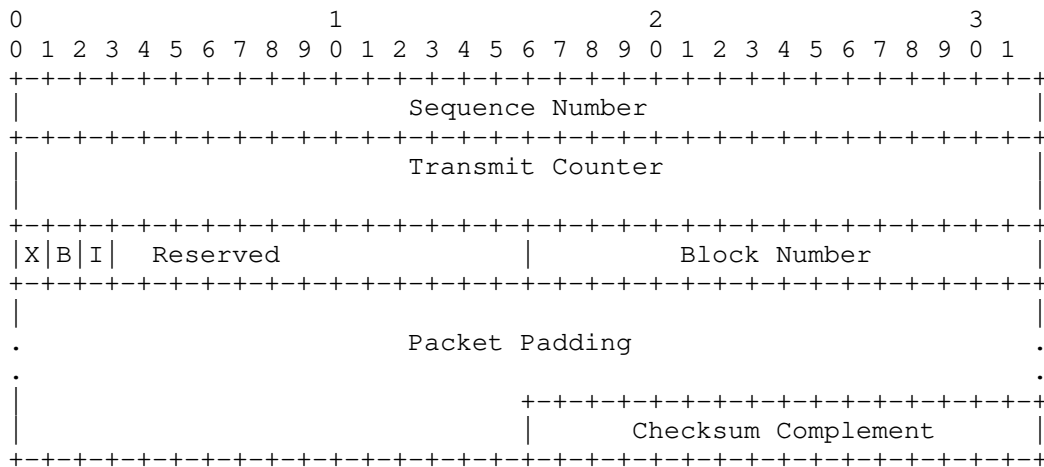 0                   1                   2                   3
0 1 2 3 4 5 6 7 8 9 0 1 2 3 4 5 6 7 8 9 0 1 2 3 4 5 6 7 8 9 0 1
+-+-+-+-+-+-+-+-+-+-+-+-+-+-+-+-+-+-+-+-+-+-+-+-+-+-+-+-+-+-+-+-+
|                        Sequence Number                        |
+-+-+-+-+-+-+-+-+-+-+-+-+-+-+-+-+-+-+-+-+-+-+-+-+-+-+-+-+-+-+-+-+
|                        Transmit Counter                       |
|                                                               |
+-+-+-+-+-+-+-+-+-+-+-+-+-+-+-+-+-+-+-+-+-+-+-+-+-+-+-+-+-+-+-+-+
|X|B|I|  Reserved               |         Block Number          |
+-+-+-+-+-+-+-+-+-+-+-+-+-+-+-+-+-+-+-+-+-+-+-+-+-+-+-+-+-+-+-+-+
|                                                               |
.                        Packet Padding                         .
.                                                               .
|                               +-+-+-+-+-+-+-+-+-+-+-+-+-+-+-+-+
|                               |      Checksum Complement      |
+-+-+-+-+-+-+-+-+-+-+-+-+-+-+-+-+-+-+-+-+-+-+-+-+-+-+-+-+-+-+-+-+